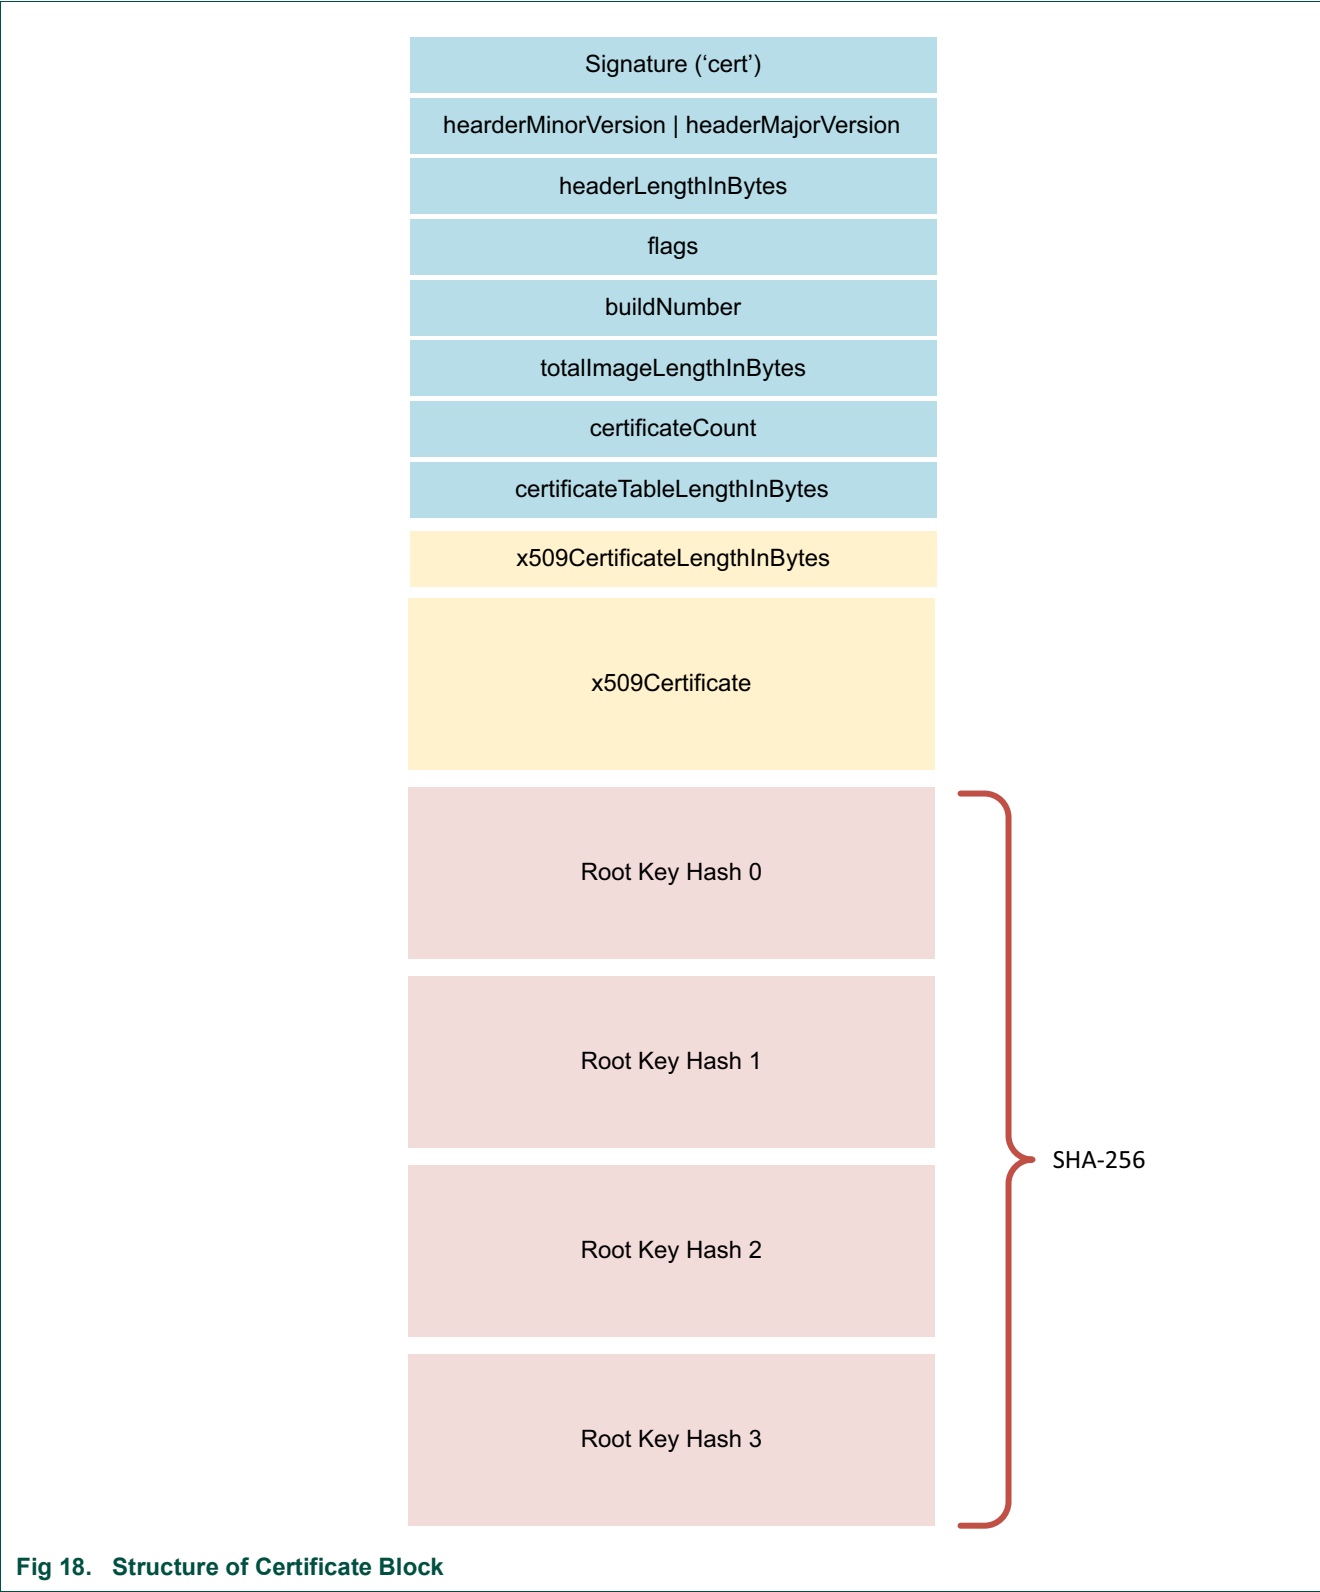 Signature (‘cert’)
hearderMinorVersion | headerMajorVersion
headerLengthInBytes
flags
buildNumber
totalImageLengthInBytes
certificateCount
certificateTableLengthInBytes
x509CertificateLengthInBytes
x509Certificate
Root Key Hash 0
Root Key Hash 1
SHA-256
Root Key Hash 2
Root Key Hash 3
Fig 18. Structure of Certificate Block